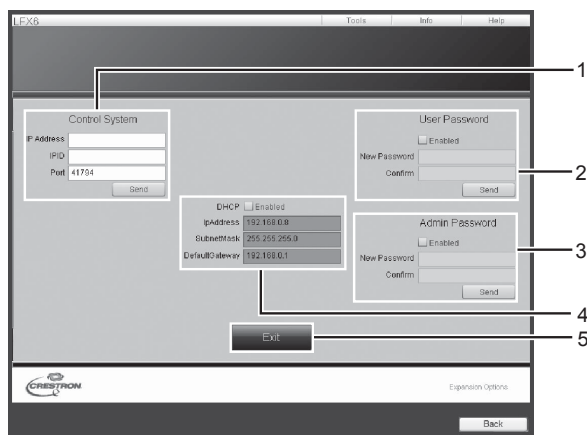 LFX6
Tools Info Help
1
Control System
IP Address
IPID
Port 41794
Send
User Password
Enabled
New Password
Confirm
Send
2
Admin Password
Enabled
New Password
Confirm
Send
3
DHCP Enabled
IpAddress 192.168.0.8
SubnetMask 255.255.255.0
DefaultGateway 192.168.0.1
4
Exit
5
CRESTRON
Expansion Options
Back